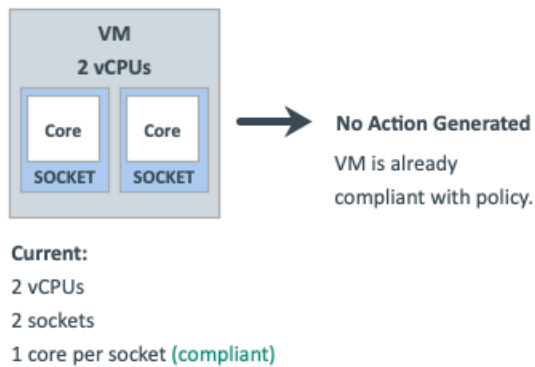 VM
2 vCPUs
Core Core
SOCKET SOCKET
No Action Generated
VM is already
compliant with policy.
Current:
2 vCPUs
2 sockets
1 core per socket (compliant)